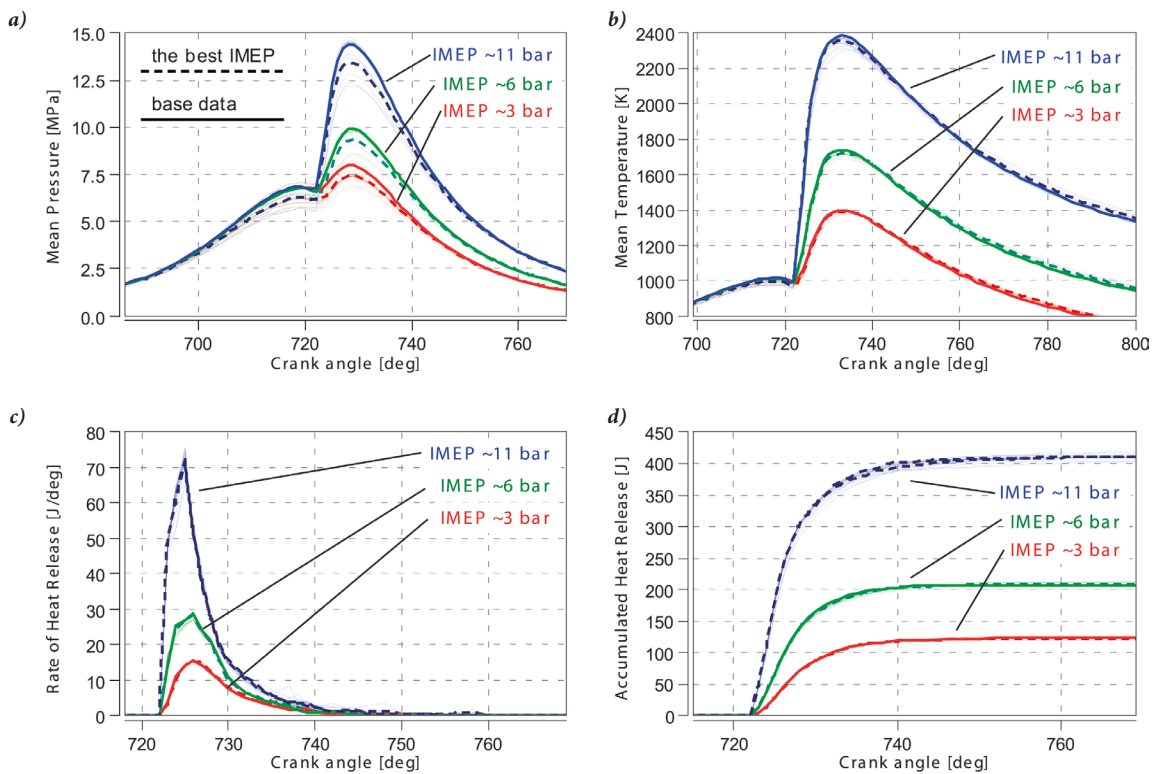 a)
Mean Pressure [MPa]
15.0
12.5
10.0
7.5
5.0
2.5
0.0
the best IMEP
base data
IMEP ~11 bar
IMEP ~6 bar
IMEP ~3 bar
700
720
740
760
Crank angle [deg]
b)
Mean Temperature [K]
2400
2200
2000
1800
1600
1400
1200
1000
800
IMEP ~11 bar
IMEP ~6 bar
IMEP ~3 bar
700
720
740
760
780
800
Crank angle [deg]
c)
Rate of Heat Release [J/deg]
80
70
60
50
40
30
20
10
0
IMEP ~11 bar
IMEP ~6 bar
IMEP ~3 bar
720
730
740
750
760
Crank angle [deg]
d)
Accumulated Heat Release [J]
450
400
350
300
250
200
150
100
50
0
IMEP ~11 bar
IMEP ~6 bar
IMEP ~3 bar
720
740
760
Crank angle [deg]